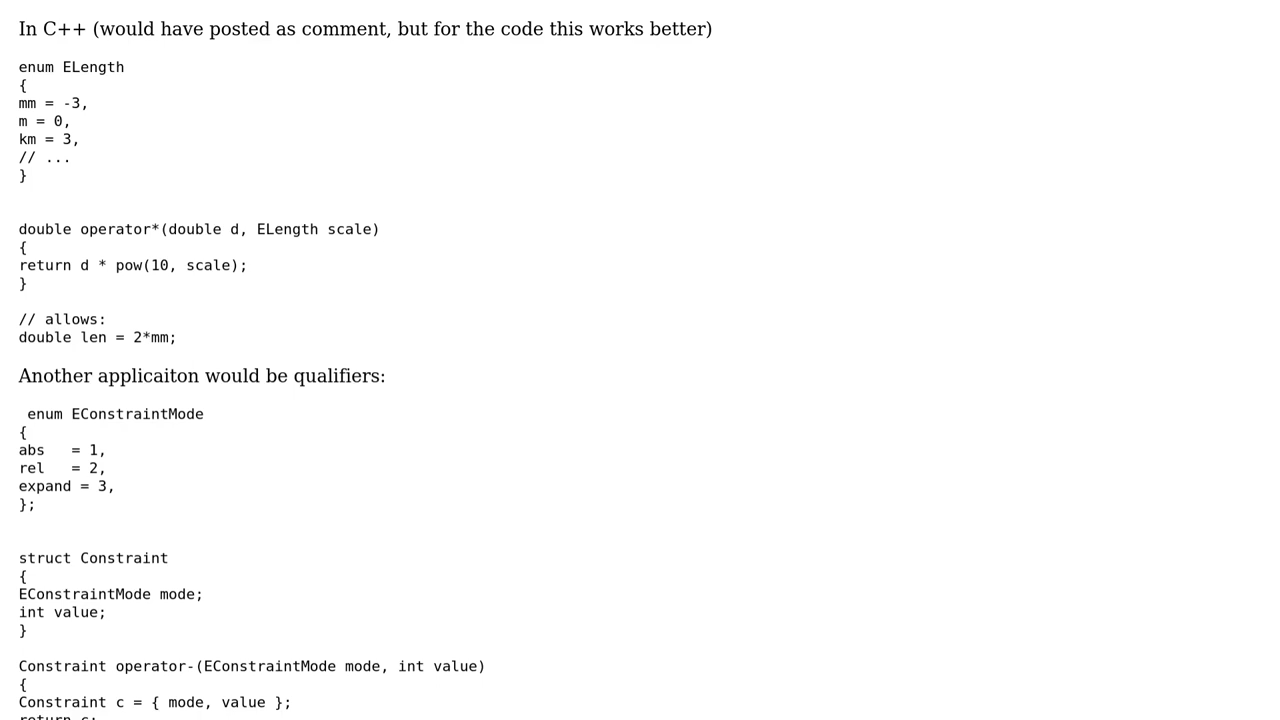 In C++ (would have posted as comment, but for the code this works better)
enum ELength
{
mm = -3,
m = 0,
km = 3,
// ...
}
double operator*(double d, ELength scale)
{
return d * pow(10, scale);
}
// allows:
double len = 2*mm;
Another applicaiton would be qualifiers:
enum EConstraintMode
{
abs   = 1,
rel   = 2,
expand = 3,
};
struct Constraint
{
EConstraintMode mode;
int value;
}
Constraint operator-(EConstraintMode mode, int value)
{
Constraint c = { mode, value };
return c;